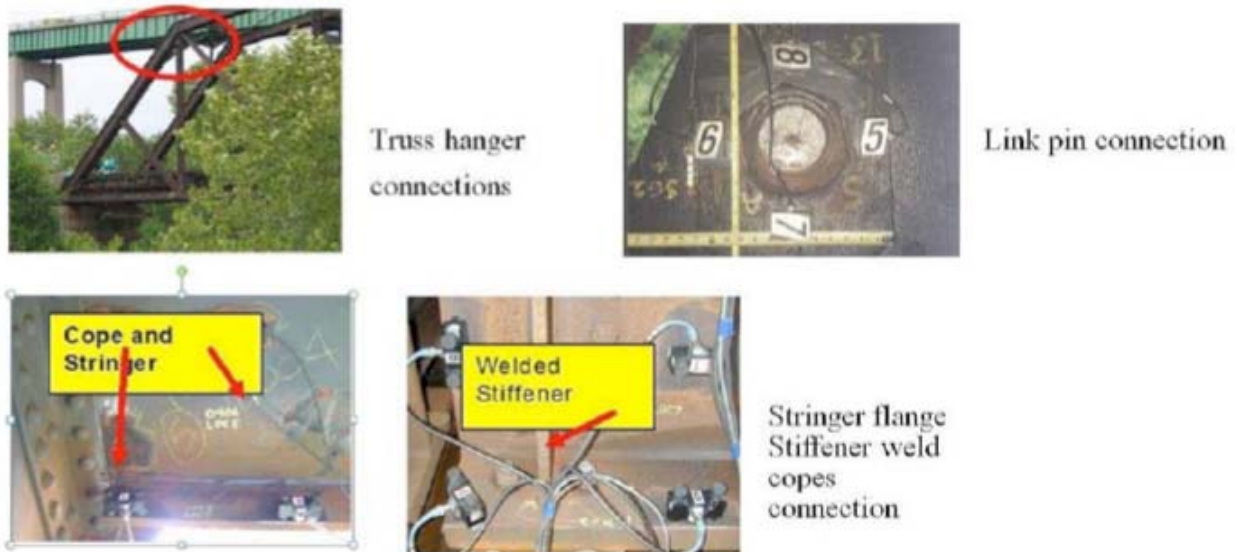 Truss hanger
connections
8
13
6
5
7
Link pin connection
Cope and
Stringer
Welded
Stiffener
Stringer flange
Stiffener weld
copes
connection